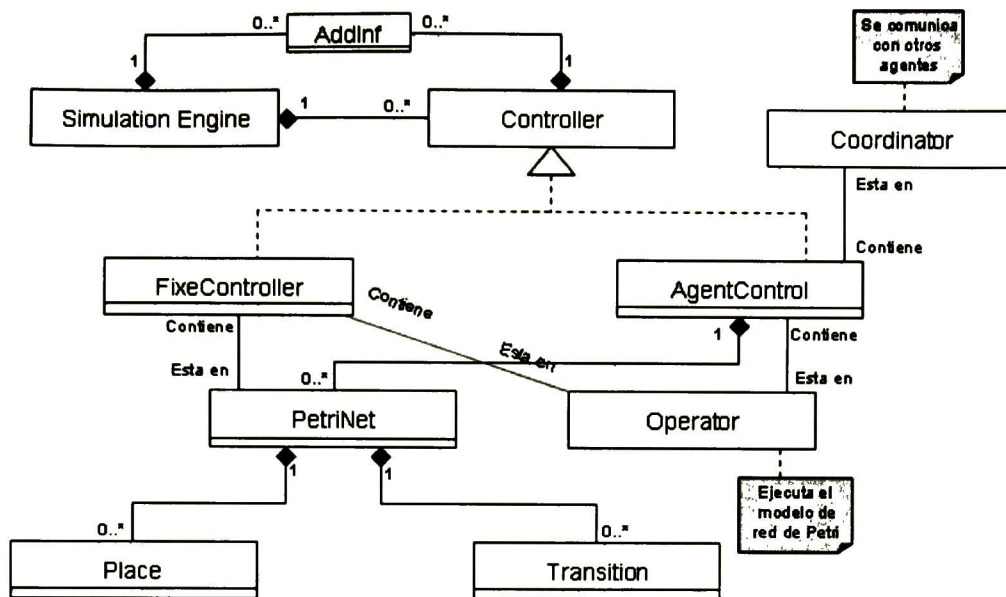 0..*
AddInf
0..*
Se comunica
con otros
agentes
1
1
Simulation Engine
1
0..*
Controller
Coordinator
Esta en
Contiene
FixeController
AgentControl
Contiene
Contiene
1
Contiene
Esta en
Esta en
0..*
Esta en
PetriNet
Operator
1
1
Ejecuta el
modelo de
red de Petri
0..*
0..*
Place
Transition